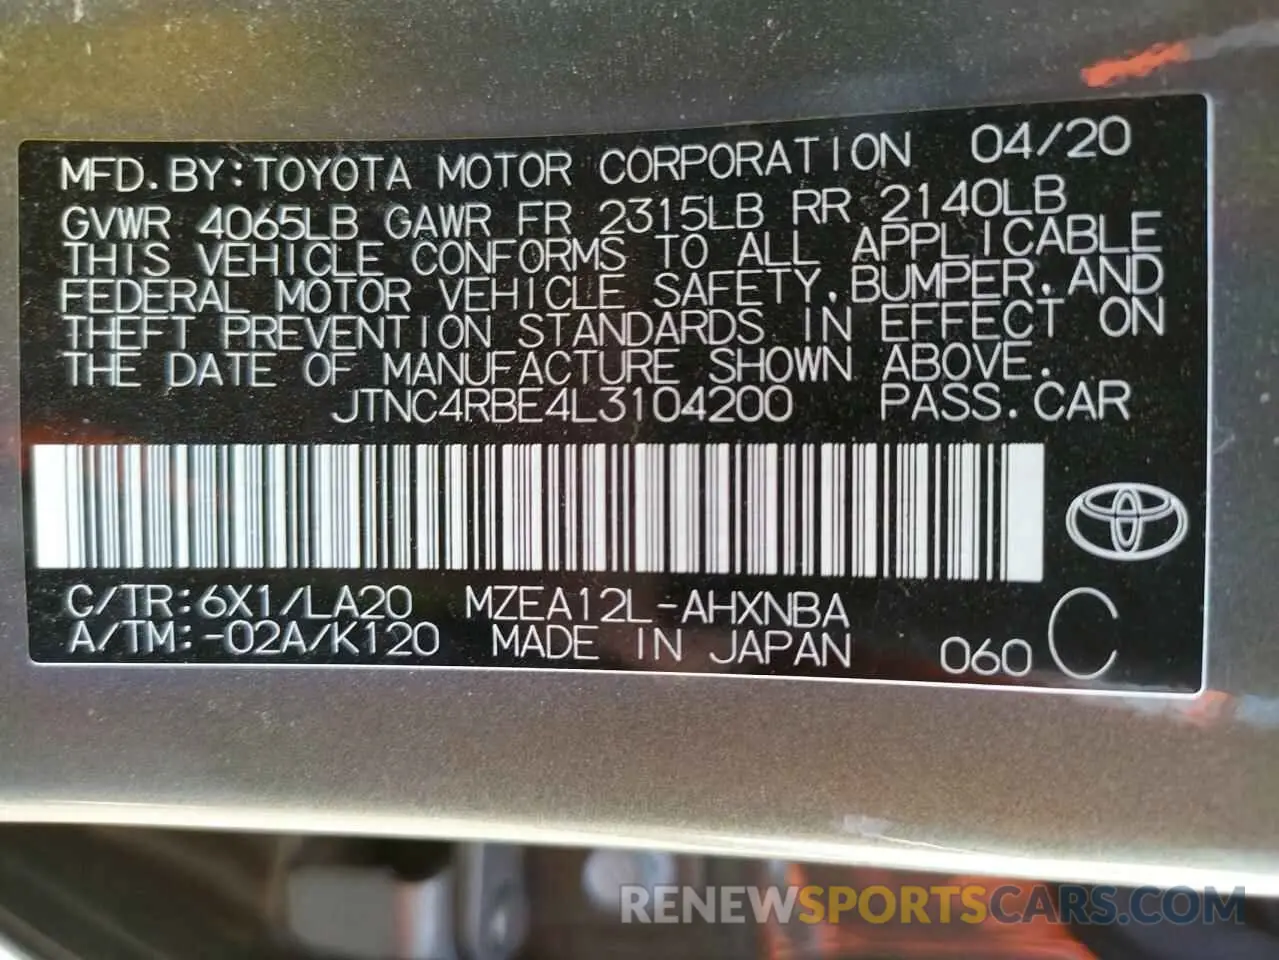 MFD. BY: TOYOTA MOTOR CORPORATION 04/20
GVWR 4065LB GAWR FR 2315LB RR 2140LB
THIS VEHICLE CONFORMS TO ALL APPLICABLE
FEDERAL MOTOR VEHICLE SAFETY, BUMPER, AND
THEFT PREVENTION STANDARDS IN EFFECT ON
THE DATE OF MANUFACTURE SHOWN ABOVE.
JTNC4RBE4L3104200 PASS. CAR
C/TR: 6X1/LA20 MZEA12L-AHXNBA
A/TM: -02A/K120 MADE IN JAPAN 060 C
RENEWSPORTSCARS.COM